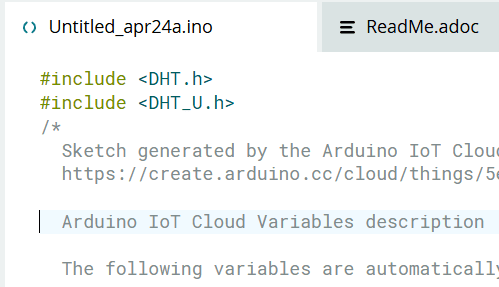 Untitled_apr24a.ino
ReadMe.adoc
#include <DHT.h>
#include <DHT_U.h>
/*
Sketch generated by the Arduino IoT Cloud
https://create.arduino.cc/cloud/things/5
Arduino IoT Cloud Variables description
The following variables are automatically